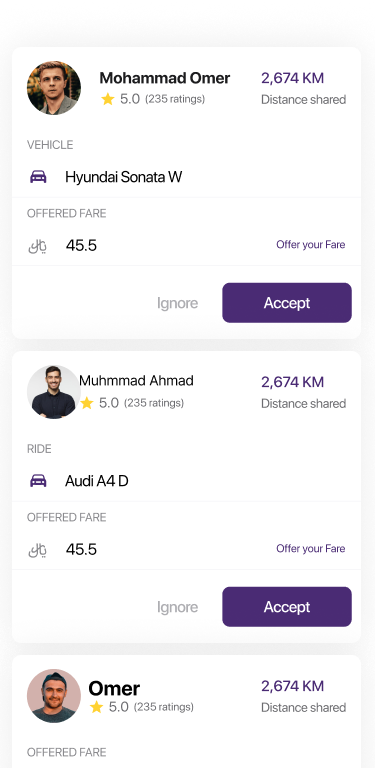 Mohammad Omer
2,674 KM
5.0 (235 ratings)
Distance shared
VEHICLE
Hyundai Sonata W
OFFERED FARE
﷼ 45.5
Offer your Fare
Ignore
Accept
Muhmmad Ahmad
2,674 KM
5.0 (235 ratings)
Distance shared
RIDE
Audi A4 D
OFFERED FARE
﷼ 45.5
Offer your Fare
Ignore
Accept
Omer
2,674 KM
5.0 (235 ratings)
Distance shared
OFFERED FARE